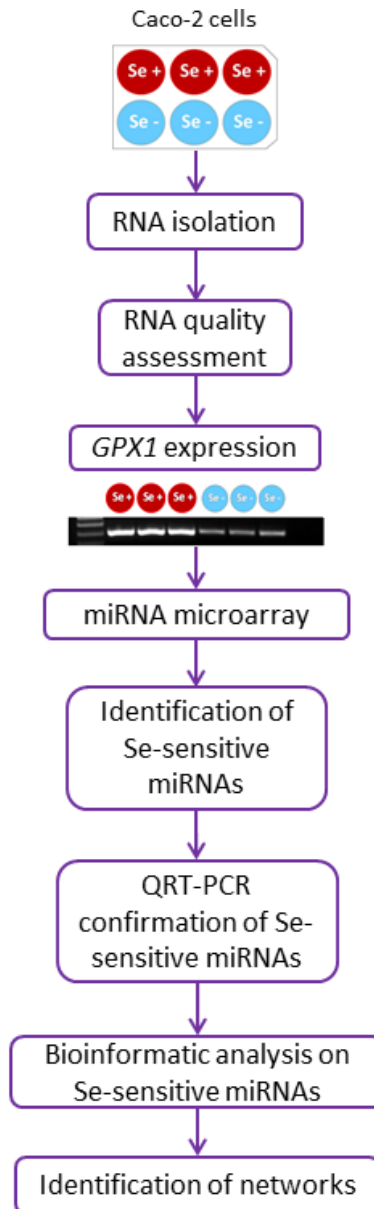 Caco-2 cells
Se + Se + Se +
Se - Se - Se -
RNA isolation
RNA quality
assessment
GPX1 expression
Se + Se + Se + Se - Se - Se -
miRNA microarray
Identification of
Se-sensitive
miRNAs
QRT-PCR
confirmation of Se-
sensitive miRNAs
Bioinformatic analysis on
Se-sensitive miRNAs
Identification of networks